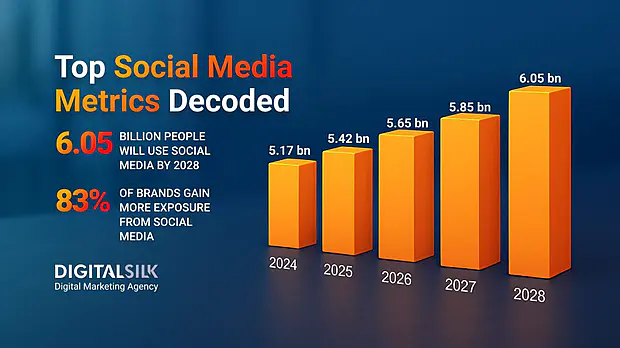 Top Social Media
Metrics Decoded
6.05 BILLION PEOPLE
WILL USE SOCIAL
MEDIA BY 2028
83% OF BRANDS GAIN
MORE EXPOSURE
FROM SOCIAL
MEDIA
DIGITALSILK
Digital Marketing Agency
5.17 bn
5.42 bn
5.65 bn
5.85 bn
6.05 bn
2024
2025
2026
2027
2028